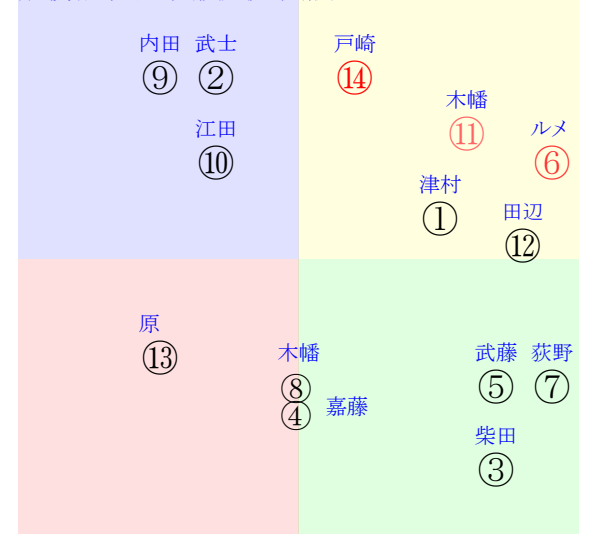 内田 武士 戸崎
⑨ ② ⑭
木幡
⑪
江田 ルメ
⑩ ⑥
津村
①
田辺
⑫
原
⑬
木幡 武藤 荻野
⑧ ⑤ ⑦
④ 嘉藤
柴田
③